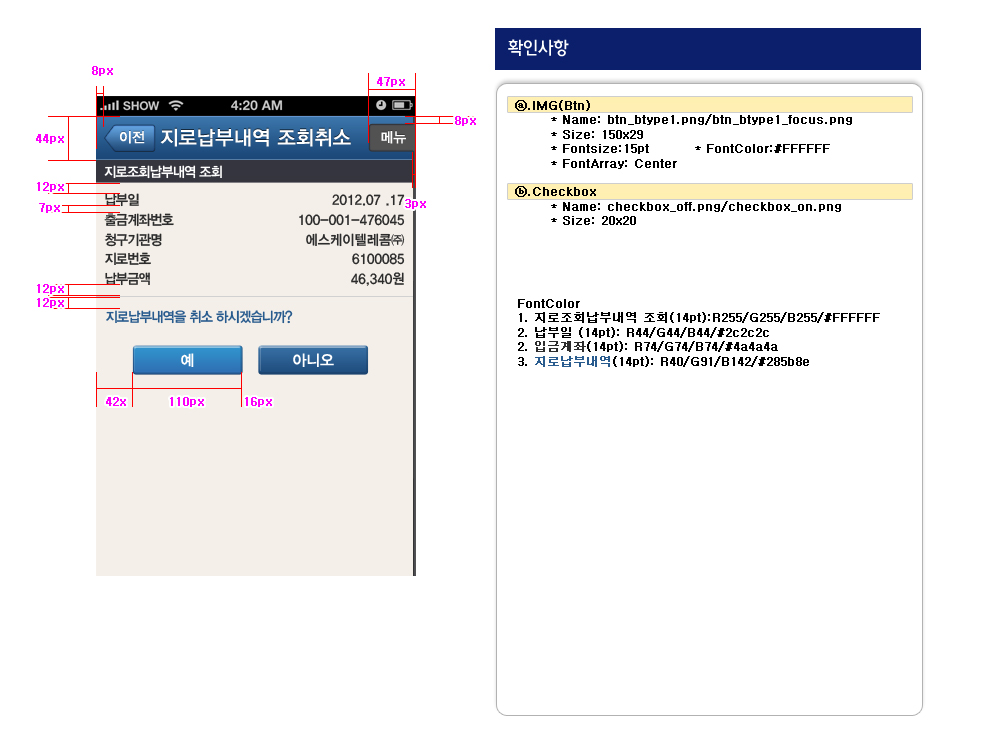 확인사항
8px
47px
SHOW
4:20 AM
44px
이전
지로납부내역 조회취소
메뉴
8px
지로조회납부내역 조회
12px
납부일
2012.07 .17
3px
7px
출금계좌번호
100-001-476045
청구기관명
에스케이텔레콤㈜
지로번호
6100085
납부금액
46,340원
12px
12px
지로납부내역을 취소 하시겠습니까?
예
아니오
42x
110px
16px
ⓐ.IMG(Btn)
* Name: btn_btype1.png/btn_btype1_focus.png
* Size: 150x29
* Fontsize:15pt * FontColor:#FFFFFF
* FontArray: Center
ⓑ.Checkbox
* Name: checkbox_off.png/checkbox_on.png
* Size: 20x20
FontColor
1. 지로조회납부내역 조회(14pt):R255/G255/B255/#FFFFFF
2. 납부일 (14pt): R44/G44/B44/#2c2c2c
2. 입금계좌(14pt): R74/G74/B74/#4a4a4a
3. 지로납부내역(14pt): R40/G91/B142/#285b8e